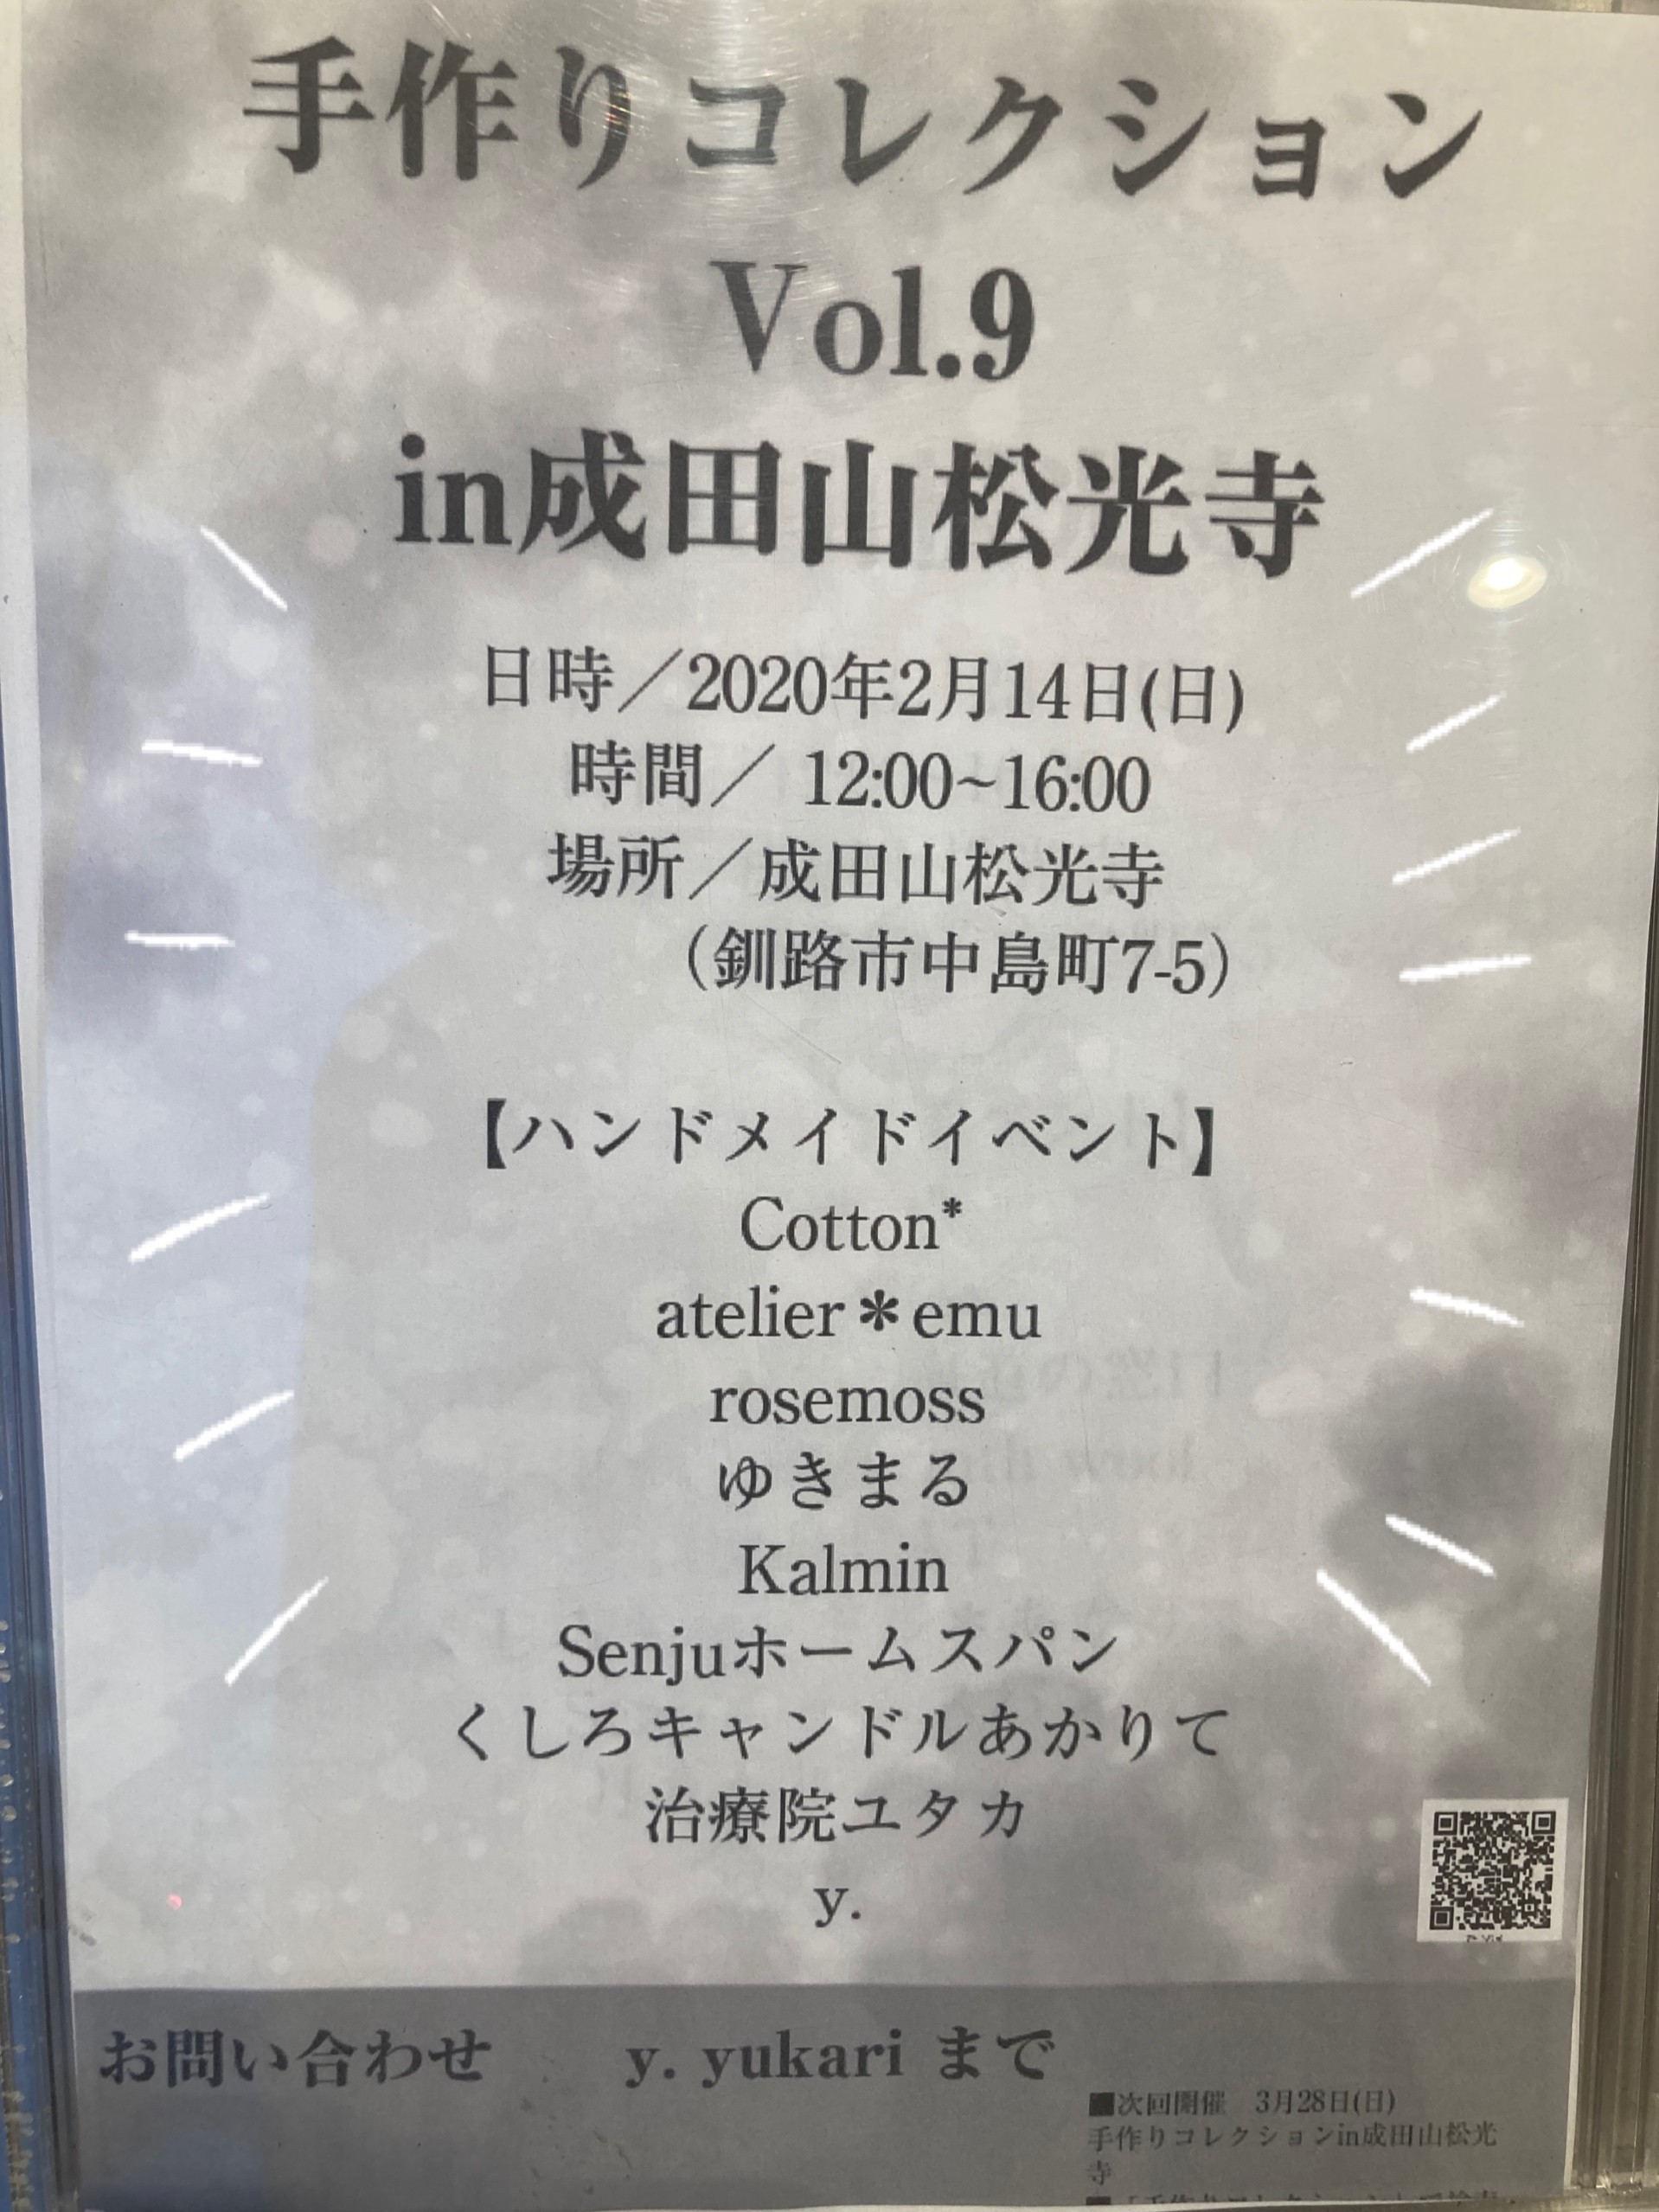 手作りコレクション
Vol.9
in成田山松光寺
日時／2020年2月14日(日)
時間／ 12:00~16:00
場所／成田山松光寺
（釧路市中島町7-5）
【ハンドメイドイベント】
Cotton*
atelier＊emu
rosemoss
ゆきまる
Kalmin
Senjuホームスパン
くしろキャンドルあかりて
治療院ユタカ
y.
お問い合わせ　y. yukari まで
■次回開催　3月28日(日)
手作りコレクションin成田山松光
寺